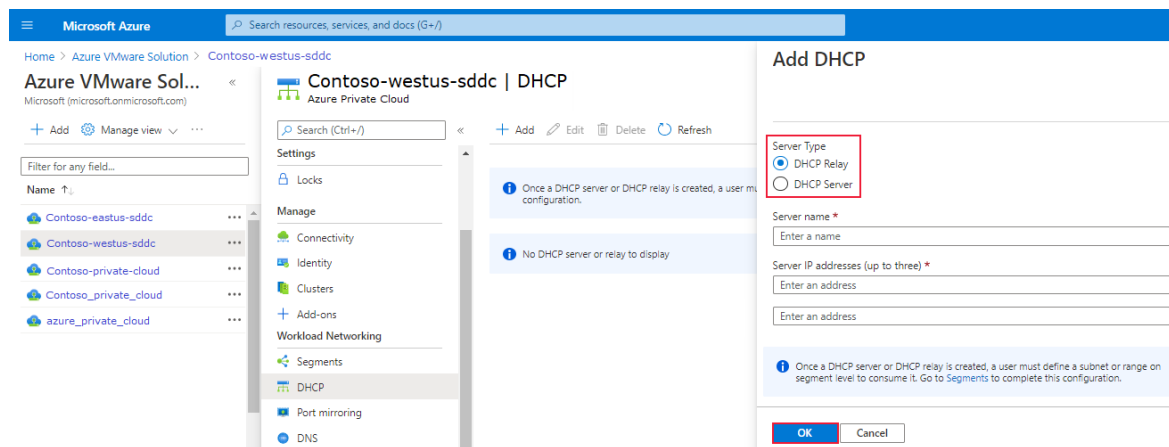 Microsoft Azure
Search resources, services, and docs (G+/)
Home > Azure VMware Solution > Contoso-westus-sddc
Azure VMware Sol... «
Microsoft (microsoft.onmicrosoft.com)
+ Add Manage view ...
Filter for any field...
Name ↑↓
Contoso-eastus-sddc ...
Contoso-westus-sddc ...
Contoso-private-cloud ...
Contoso_private_cloud ...
azure_private_cloud ...
Contoso-westus-sddc | DHCP
Azure Private Cloud
Search (Ctrl+/) «
Settings
Locks
Manage
Connectivity
Identity
Clusters
+ Add-ons
Workload Networking
Segments
DHCP
Port mirroring
DNS
+ Add Edit Delete Refresh
Once a DHCP server or DHCP relay is created, a user mu
configuration.
No DHCP server or relay to display
Add DHCP
Server Type
DHCP Relay
DHCP Server
Server name *
Enter a name
Server IP addresses (up to three) *
Enter an address
Enter an address
Once a DHCP server or DHCP relay is created, a user must define a subnet or range on
segment level to consume it. Go to Segments to complete this configuration.
OK Cancel